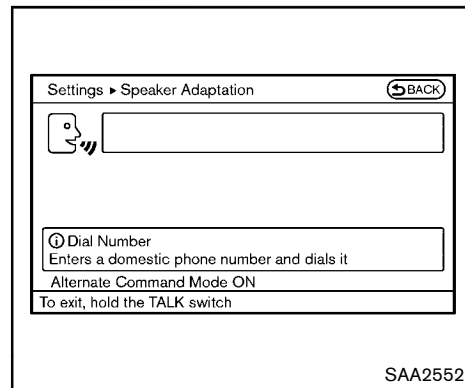 Settings ▸ Speaker Adaptation
BACK
Dial Number
Enters a domestic phone number and dials it
Alternate Command Mode ON
To exit, hold the TALK switch
SAA2552